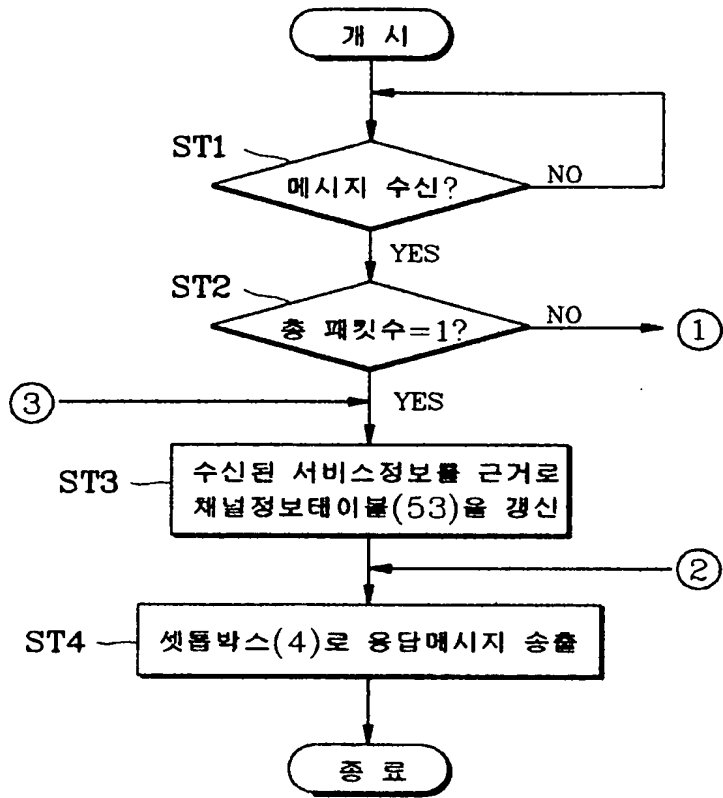 개 시
ST1
메시지 수신?
NO
YES
ST2
총 패킷수=1?
NO
①
③
YES
ST3
수신된 서비스정보를 근거로
채널정보테이블(53)을 갱신
②
ST4
셋톱박스(4)로 응답메시지 송출
종 료